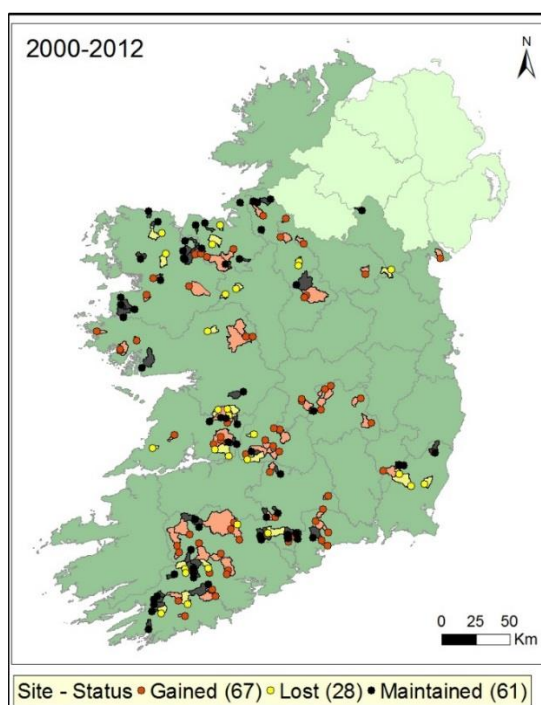 2000-2012
N
0 25 50
Km
Site - Status Gained (67) Lost (28) Maintained (61)